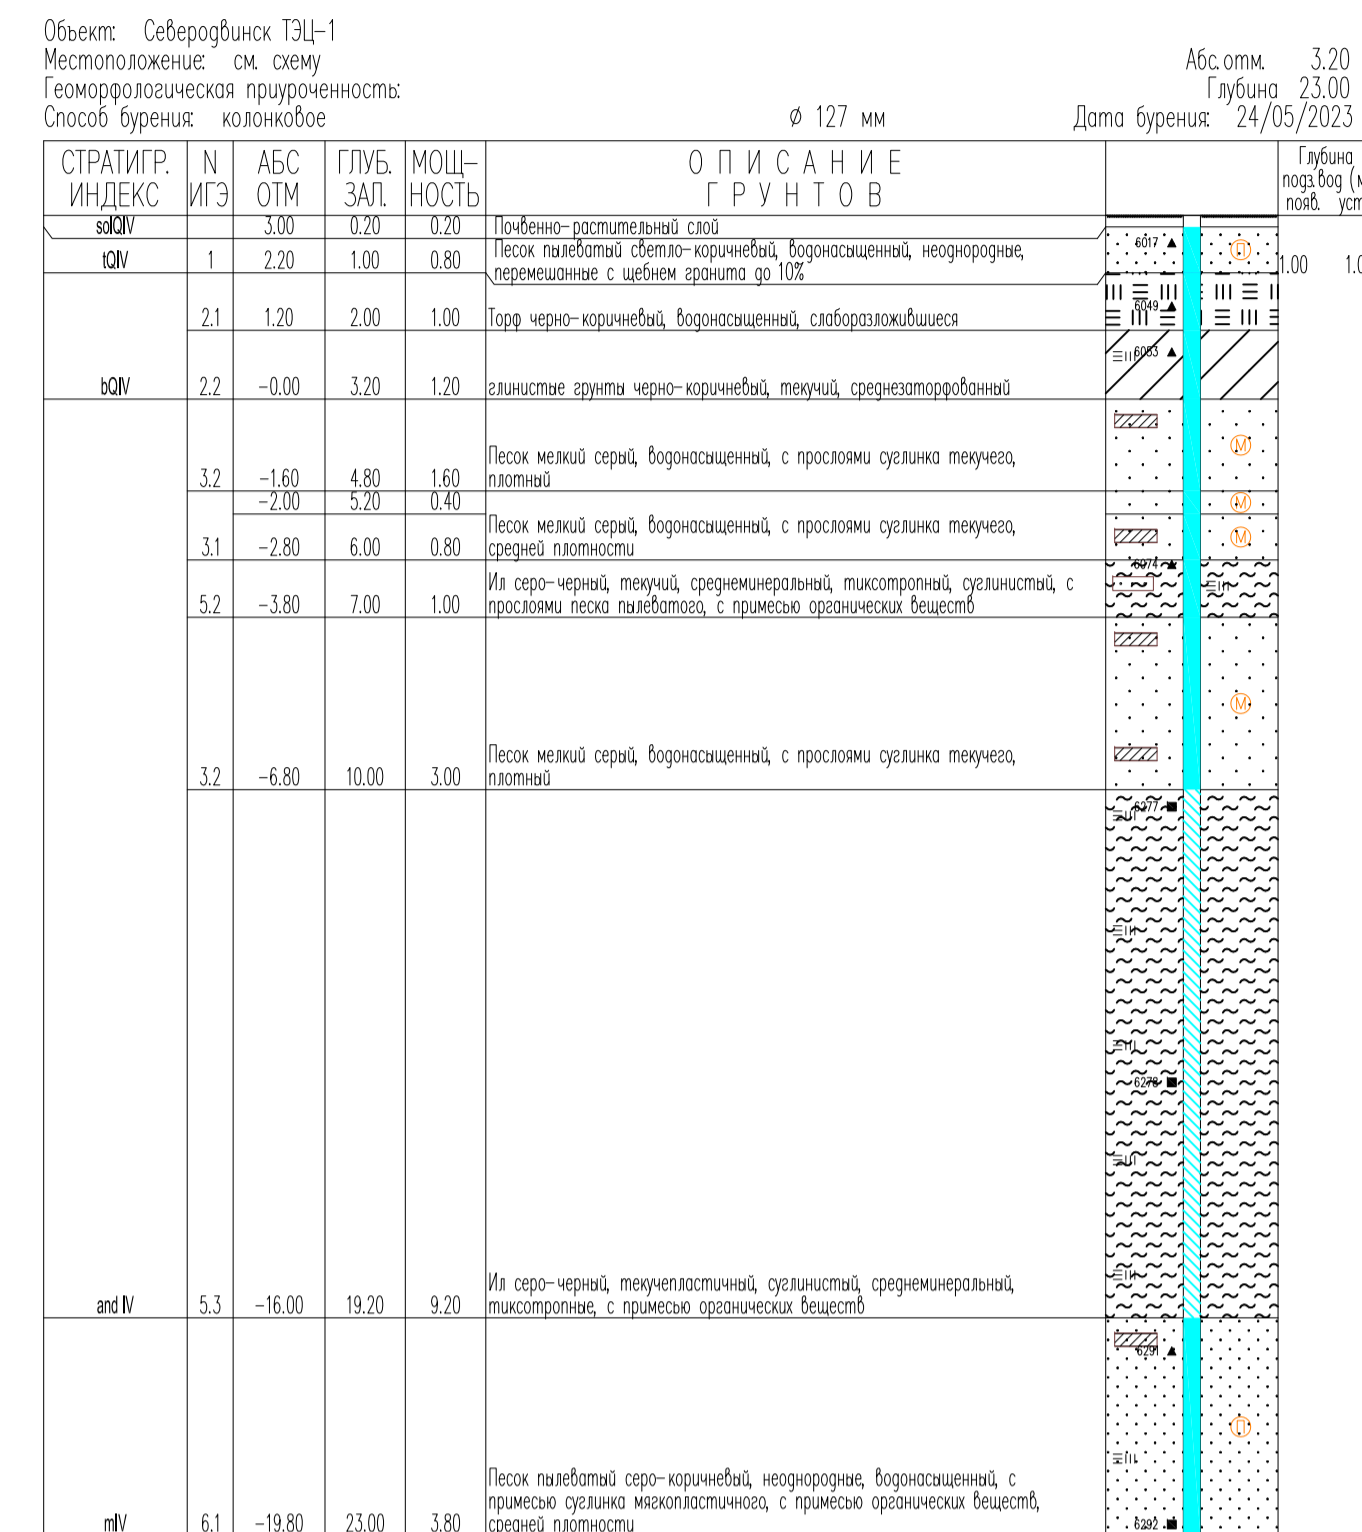 Объект: Северодвинск ТЭЦ-1
Местоположение: см. схему
Абс.отм. 3.20
Геоморфологическая приуроченность:
Глубина 23.00
Способ бурения: колонковое
Ø 127 мм
Дата бурения: 24/05/2023
СТРАТИГР. ИНДЕКС
N ИГЭ
АБС ОТМ
ГЛУБ. ЗАЛ.
МОЩ-НОСТЬ
ОПИСАНИЕ
ГРУНТОВ
Глубина
подз.вод
появ. уст
solQIV 3.00 0.20 0.20 Почвенно-растительный слой
tQIV 1 2.20 1.00 0.80 Песок пылеватый светло-коричневый, водонасыщенный, неоднородные,
перемешанные с щебнем гранита до 10%
6017 П
1.00
2.1 1.20 2.00 1.00 Торф черно-коричневый, водонасыщенный, слаборазложившиеся
6049
6053
bQIV 2.2 -0.00 3.20 1.20 глинистые грунты черно-коричневый, текучий, среднезаторфованный
М
Песок мелкий серый, водонасыщенный, с прослоями суглинка текучего,
3.2 -1.60 4.80 1.60 плотный
-2.00 5.20 0.40
М
Песок мелкий серый, водонасыщенный, с прослоями суглинка текучего,
3.1 -2.80 6.00 0.80 средней плотности
М
6074
Ил серо-черный, текучий, среднеминеральный, тиксотропный, суглинистый, с
5.2 -3.80 7.00 1.00 прослоями песка пылеватого, с примесью органических веществ
М
Песок мелкий серый, водонасыщенный, с прослоями суглинка текучего,
3.2 -6.80 10.00 3.00 плотный
6277
6278
Ил серо-черный, текучепластичный, суглинистый, среднеминеральный,
and IV 5.3 -16.00 19.20 9.20 тиксотропные, с примесью органических веществ
6291
П
Песок пылеватый серо-коричневый, неоднородные, водонасыщенный, с
примесью суглинка мягкопластичного, с примесью органических веществ,
mIV 6.1 -19.80 23.00 3.80 средней плотности
6292